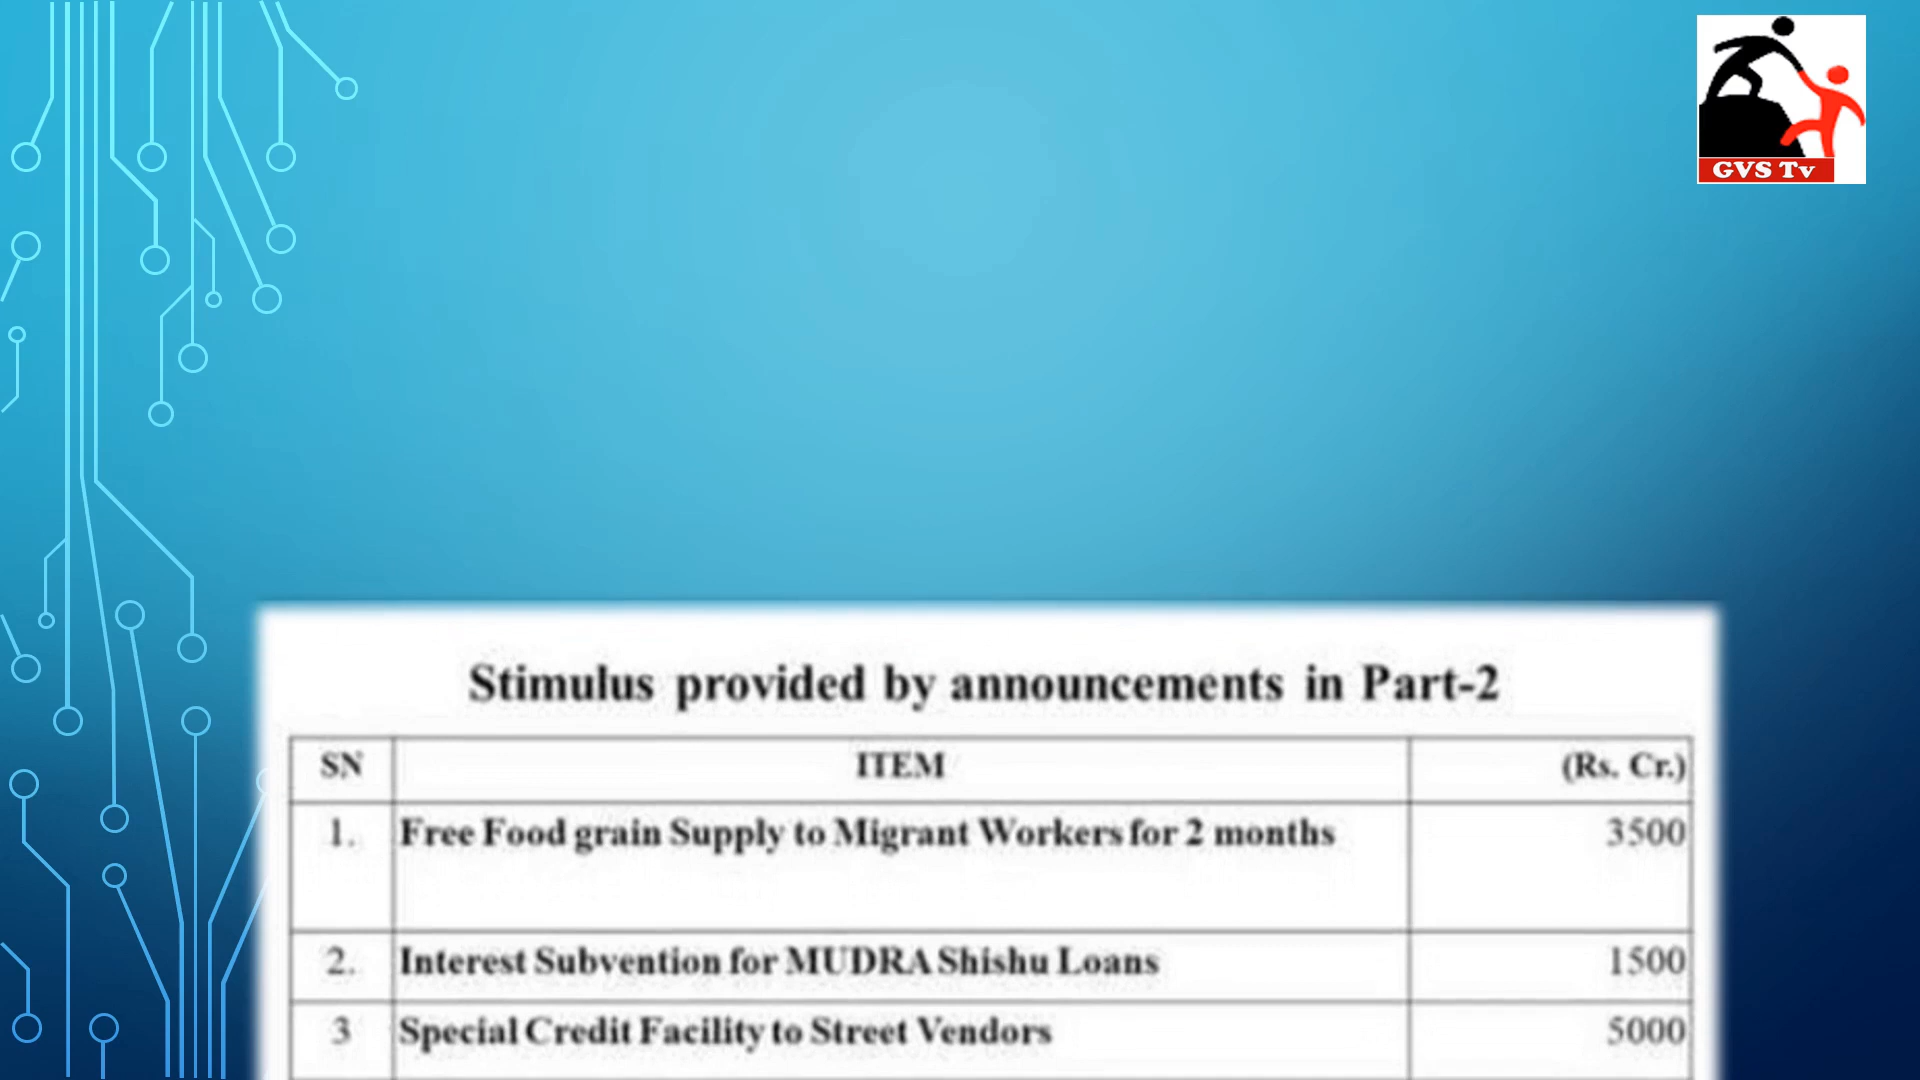 GVS Tv
Stimulus provided by announcements in Part-2
SN ITEM (Rs. Cr.)
1. Free Food grain Supply to Migrant Workers for 2 months 3500
2. Interest Subvention for MUDRA Shishu Loans 1500
3 Special Credit Facility to Street Vendors 5000